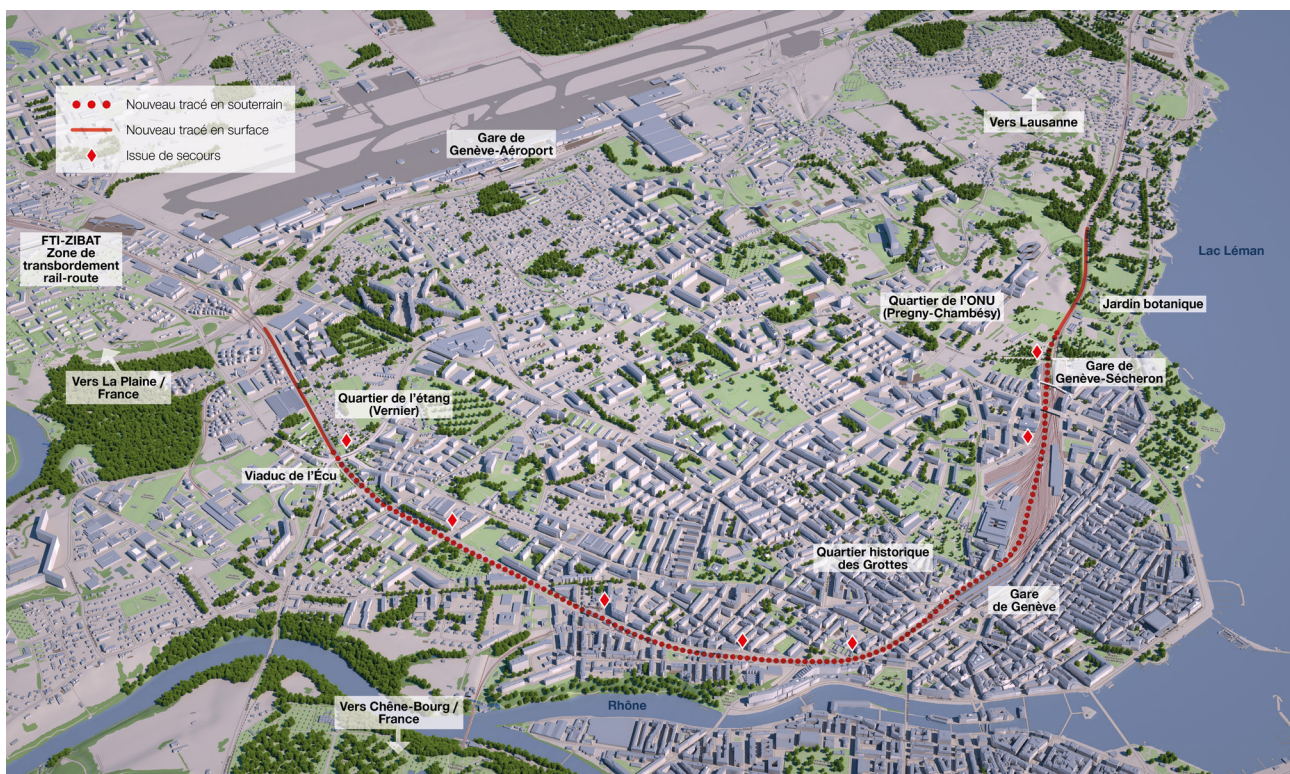 Nouveau tracé en souterrain
Nouveau tracé en surface
Issue de secours
Gare de
Genève-Aéroport
Vers Lausanne
Lac Léman
FTI-ZIBAT
Zone de
transbordement
rail-route
Quartier de l'ONU
(Pregny-Chambésy)
Jardin botanique
Vers La Plaine /
France
Gare de
Genève-Sécheron
Quartier de l'étang
(Vernier)
Viaduc de l'Écu
Quartier historique
des Grottes
Gare
de Genève
Vers Chêne-Bourg /
France
Rhône